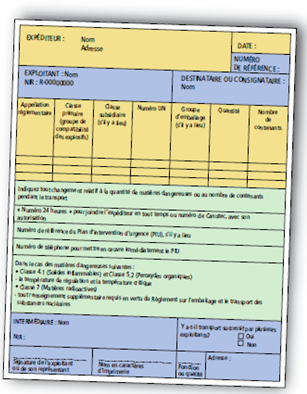 EXPÉDITEUR : Nom
Adresse
DATE :
NUMÉRO
DE RÉFÉRENCE :
EXPLOITANT : Nom
NIR : R-00000000
DESTINATAIRE OU CONSIGNATAIRE :
Nom
Appellation
réglementaire
Classe
primaire
(groupe de
compatibilité
des explosifs)
Classe
subsidiaire
(s'il y a lieu)
Numéro UN
Groupe
d'emballage
(s'il y a lieu)
Quantité
Nombre
de
contenants
Indiquez tout changement relatif à la quantité de matières dangereuses ou au nombre de contenants
pendant le transport
« Numéro 24 heures » pour joindre l'expéditeur en tout temps ou numéro de Canutec, avec son
autorisation
Numéro de référence du Plan d'intervention d'urgence (PIU), s'il y a lieu
Numéro de téléphone pour mettre en œuvre immédiatement le PIU
Dans le cas des matières dangereuses suivantes :
• Classe 4.1 (Solides inflammables) et Classe 5.2 (Peroxydes organiques)
- la température de régulation et la température critique
• Classe 7 (Matières radioactives)
- tout renseignement supplémentaire requis en vertu du Règlement sur l'emballage et le transport des
substances nucléaires
INTERMÉDIAIRE : Nom
NIR :
Y a-t-il transport successif par plusieurs
exploitants?
Oui
Non
Signature de l'exploitant
ou de son représentant
Nom en caractères
d'imprimerie
Fonction
ou qualité
Adresse :